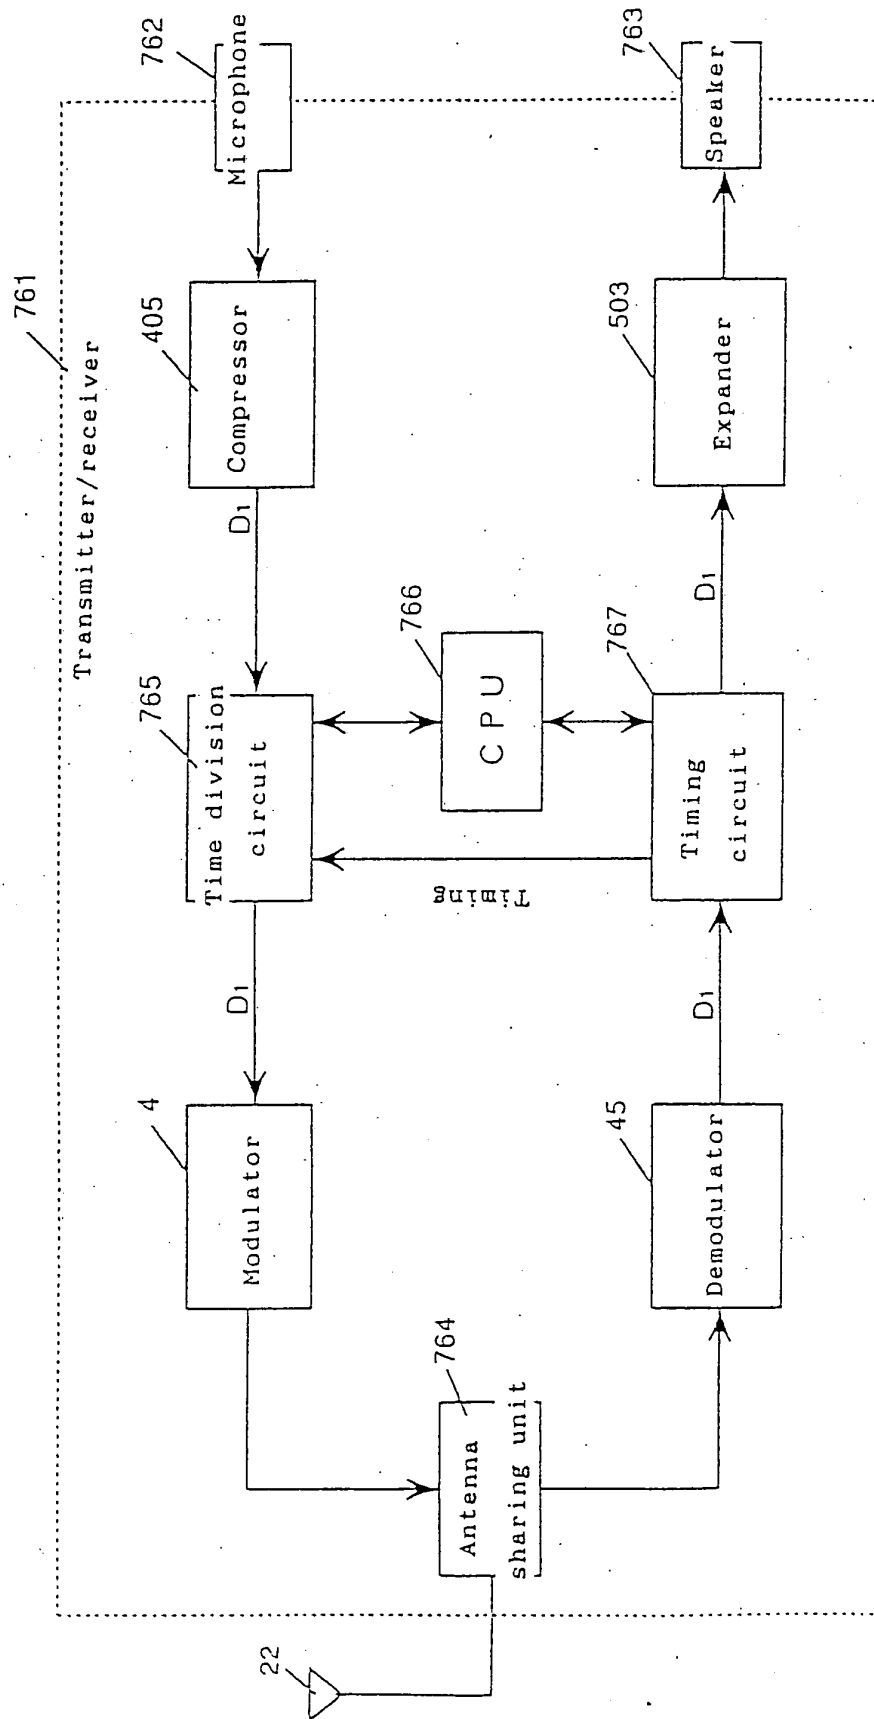 761
Transmitter/receiver
22
764
Antenna
sharing unit
4
Modulator
D1
765
Time division
circuit
D1
405
Compressor
762
Microphone
Timing
766
CPU
45
Demodulator
D1
767
Timing
circuit
D1
503
Expander
763
Speaker